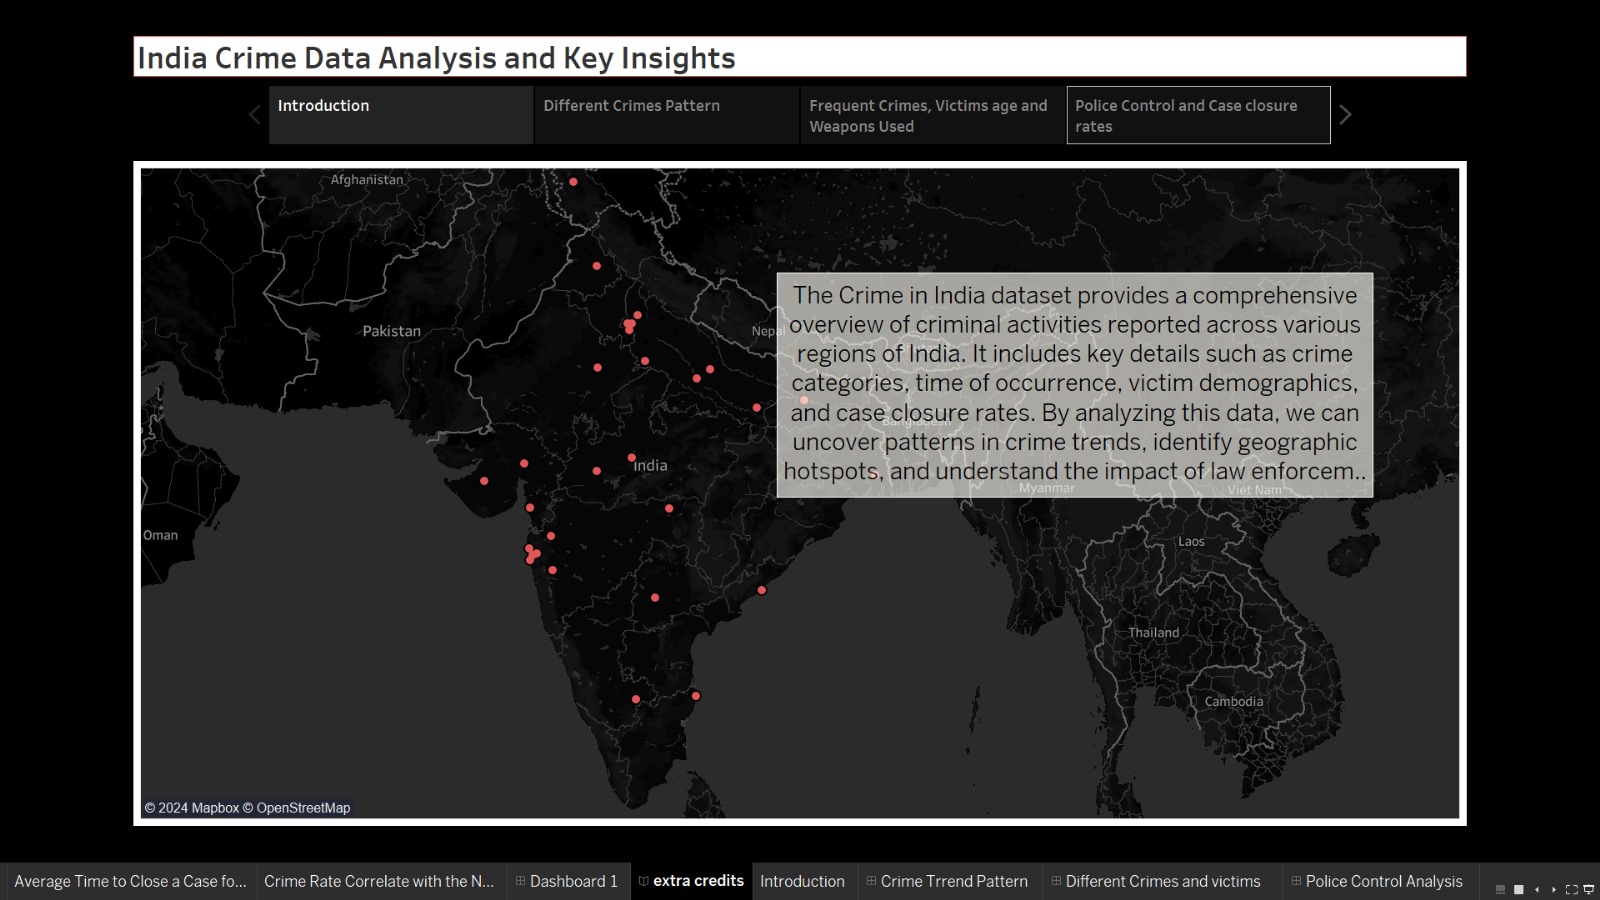 India Crime Data Analysis and Key Insights
Introduction
Different Crimes Pattern
Frequent Crimes, Victims age and
Weapons Used
Police Control and Case closure
rates
Afghanistan
Pakistan
Nepal
The Crime in India dataset provides a comprehensive
overview of criminal activities reported across various
regions of India. It includes key details such as crime
categories, time of occurrence, victim demographics,
and case closure rates. By analyzing this data, we can
uncover patterns in crime trends, identify geographic
hotspots, and understand the impact of law enforcem..
Bangladesh
India
Myanmar
Viet Nam
Oman
Laos
Thailand
Cambodia
© 2024 Mapbox © OpenStreetMap
Average Time to Close a Case fo...
Crime Rate Correlate with the N...
Dashboard 1
extra credits
Introduction
Crime Trrend Pattern
Different Crimes and victims
Police Control Analysis